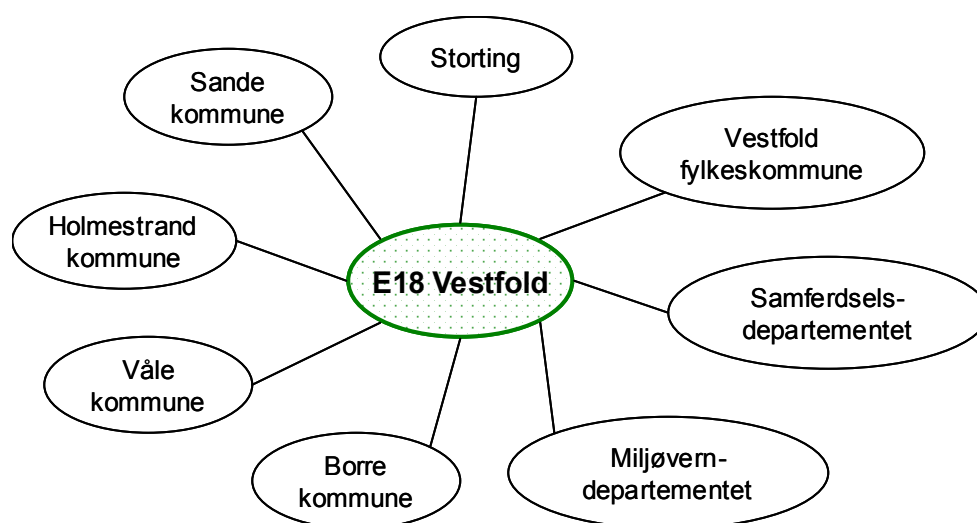 Storting
Sande
kommune
Vestfold
fylkeskommune
Holmestrand
kommune
E18 Vestfold
Samferdsels-
departementet
Våle
kommune
Borre
kommune
Miljøvern-
departementet